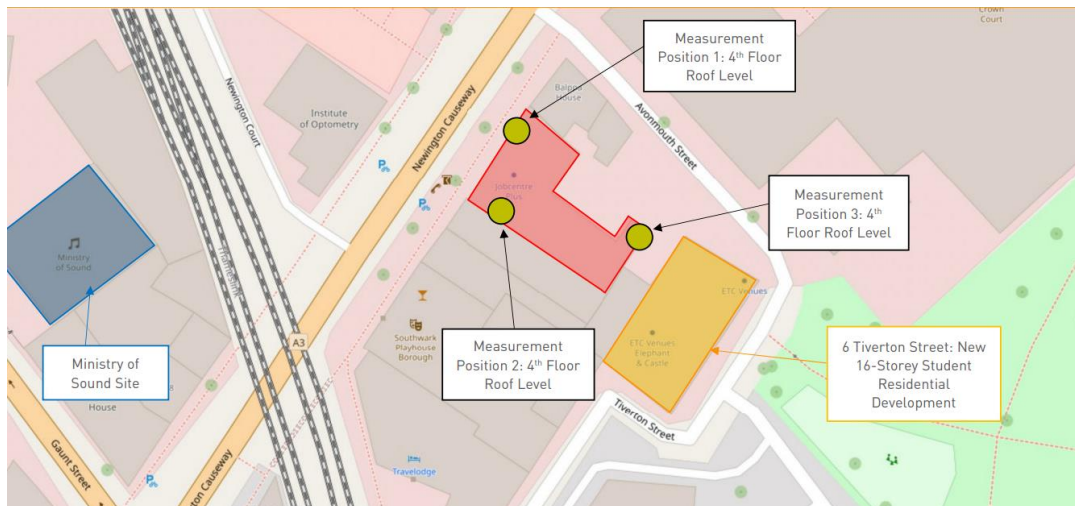 Crown
Court
Measurement
Position 1: 4th Floor
Roof Level
Newington Court
Newington Causeway
Balppa
House
Institute
of Optometry
Avonmouth Street
Jobcentre
Plus
Measurement
Position 3: 4th
Floor Roof Level
Ministry
of Sound
Thameslink
ETC Venues
A3
Southwark
Playhouse
Borough
ETC Venues
Elephant
& Castle
Ministry of
Sound Site
Measurement
Position 2: 4th Floor
Roof Level
6 Tiverton Street: New
16-Storey Student
Residential
Development
House
Gaunt Street
Tiverton Street
Travelodge
Newington Causeway